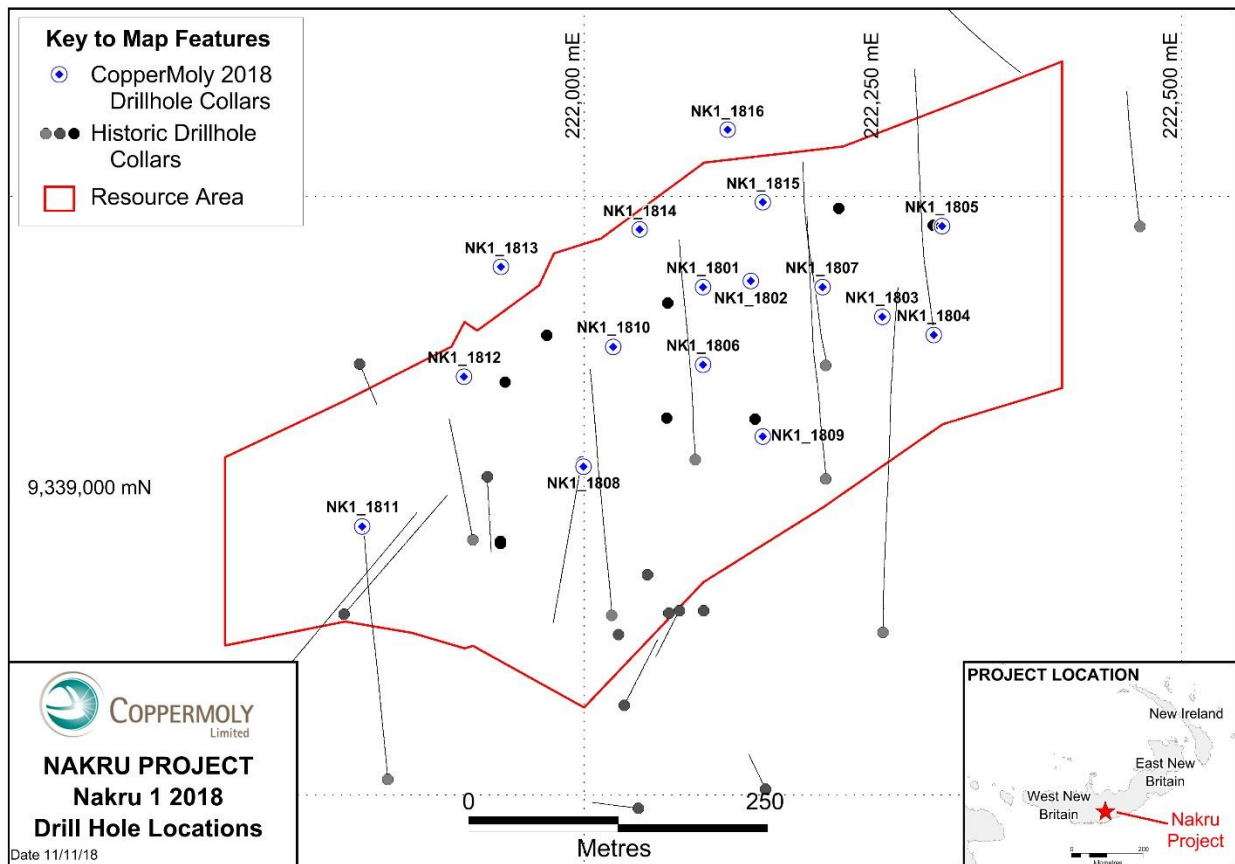 Key to Map Features
CopperMoly 2018
Drillhole Collars
Historic Drillhole
Collars
Resource Area
222,000 mE
222,250 mE
222,500 mE
NK1_1816
NK1_1815
NK1_1814
NK1_1805
NK1_1813
NK1_1801
NK1_1807
NK1_1802
NK1_1803
NK1_1804
NK1_1810
NK1_1812
NK1_1806
NK1_1809
9,339,000 mN
NK1_1808
NK1_1811
COPPERMOLY
Limited
NAKRU PROJECT
Nakru 1 2018
Drill Hole Locations
Date 11/11/18
0 250
Metres
PROJECT LOCATION
New Ireland
East New
Britain
West New
Britain
Nakru
Project
0 200
Kilometres